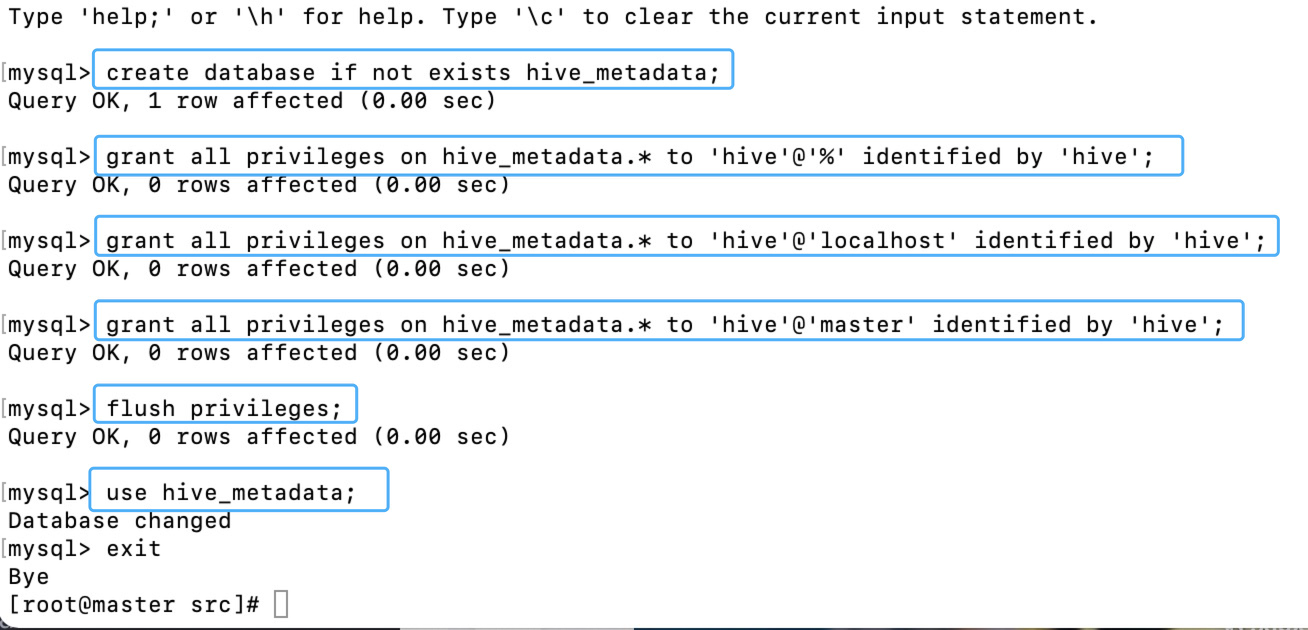 Type 'help;' or '\h' for help. Type '\c' to clear the current input statement.
[mysql> create database if not exists hive_metadata;
Query OK, 1 row affected (0.00 sec)
[mysql> grant all privileges on hive_metadata.* to 'hive'@'%' identified by 'hive';
Query OK, 0 rows affected (0.00 sec)
[mysql> grant all privileges on hive_metadata.* to 'hive'@'localhost' identified by 'hive';
Query OK, 0 rows affected (0.00 sec)
[mysql> grant all privileges on hive_metadata.* to 'hive'@'master' identified by 'hive';
Query OK, 0 rows affected (0.00 sec)
[mysql> flush privileges;
Query OK, 0 rows affected (0.00 sec)
[mysql> use hive_metadata;
Database changed
[mysql> exit
Bye
[root@master src]#